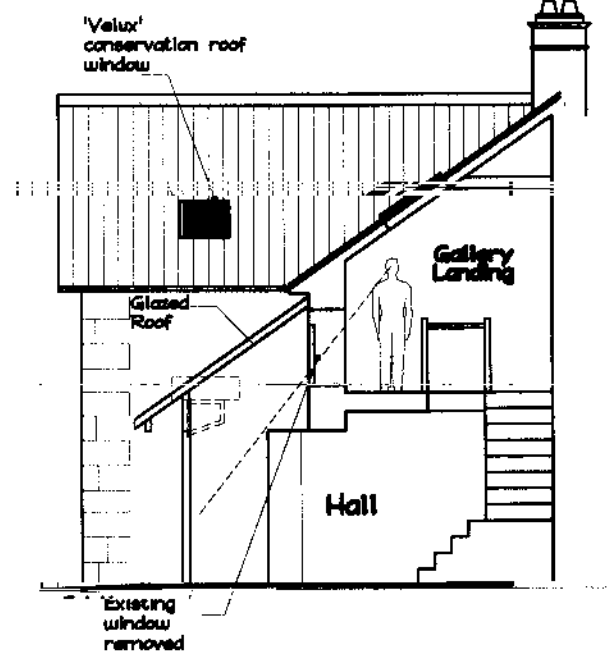 'Velux'
conservation roof
window
Gallery
Landing
Glazed
Roof
Hall
Existing
window
removed